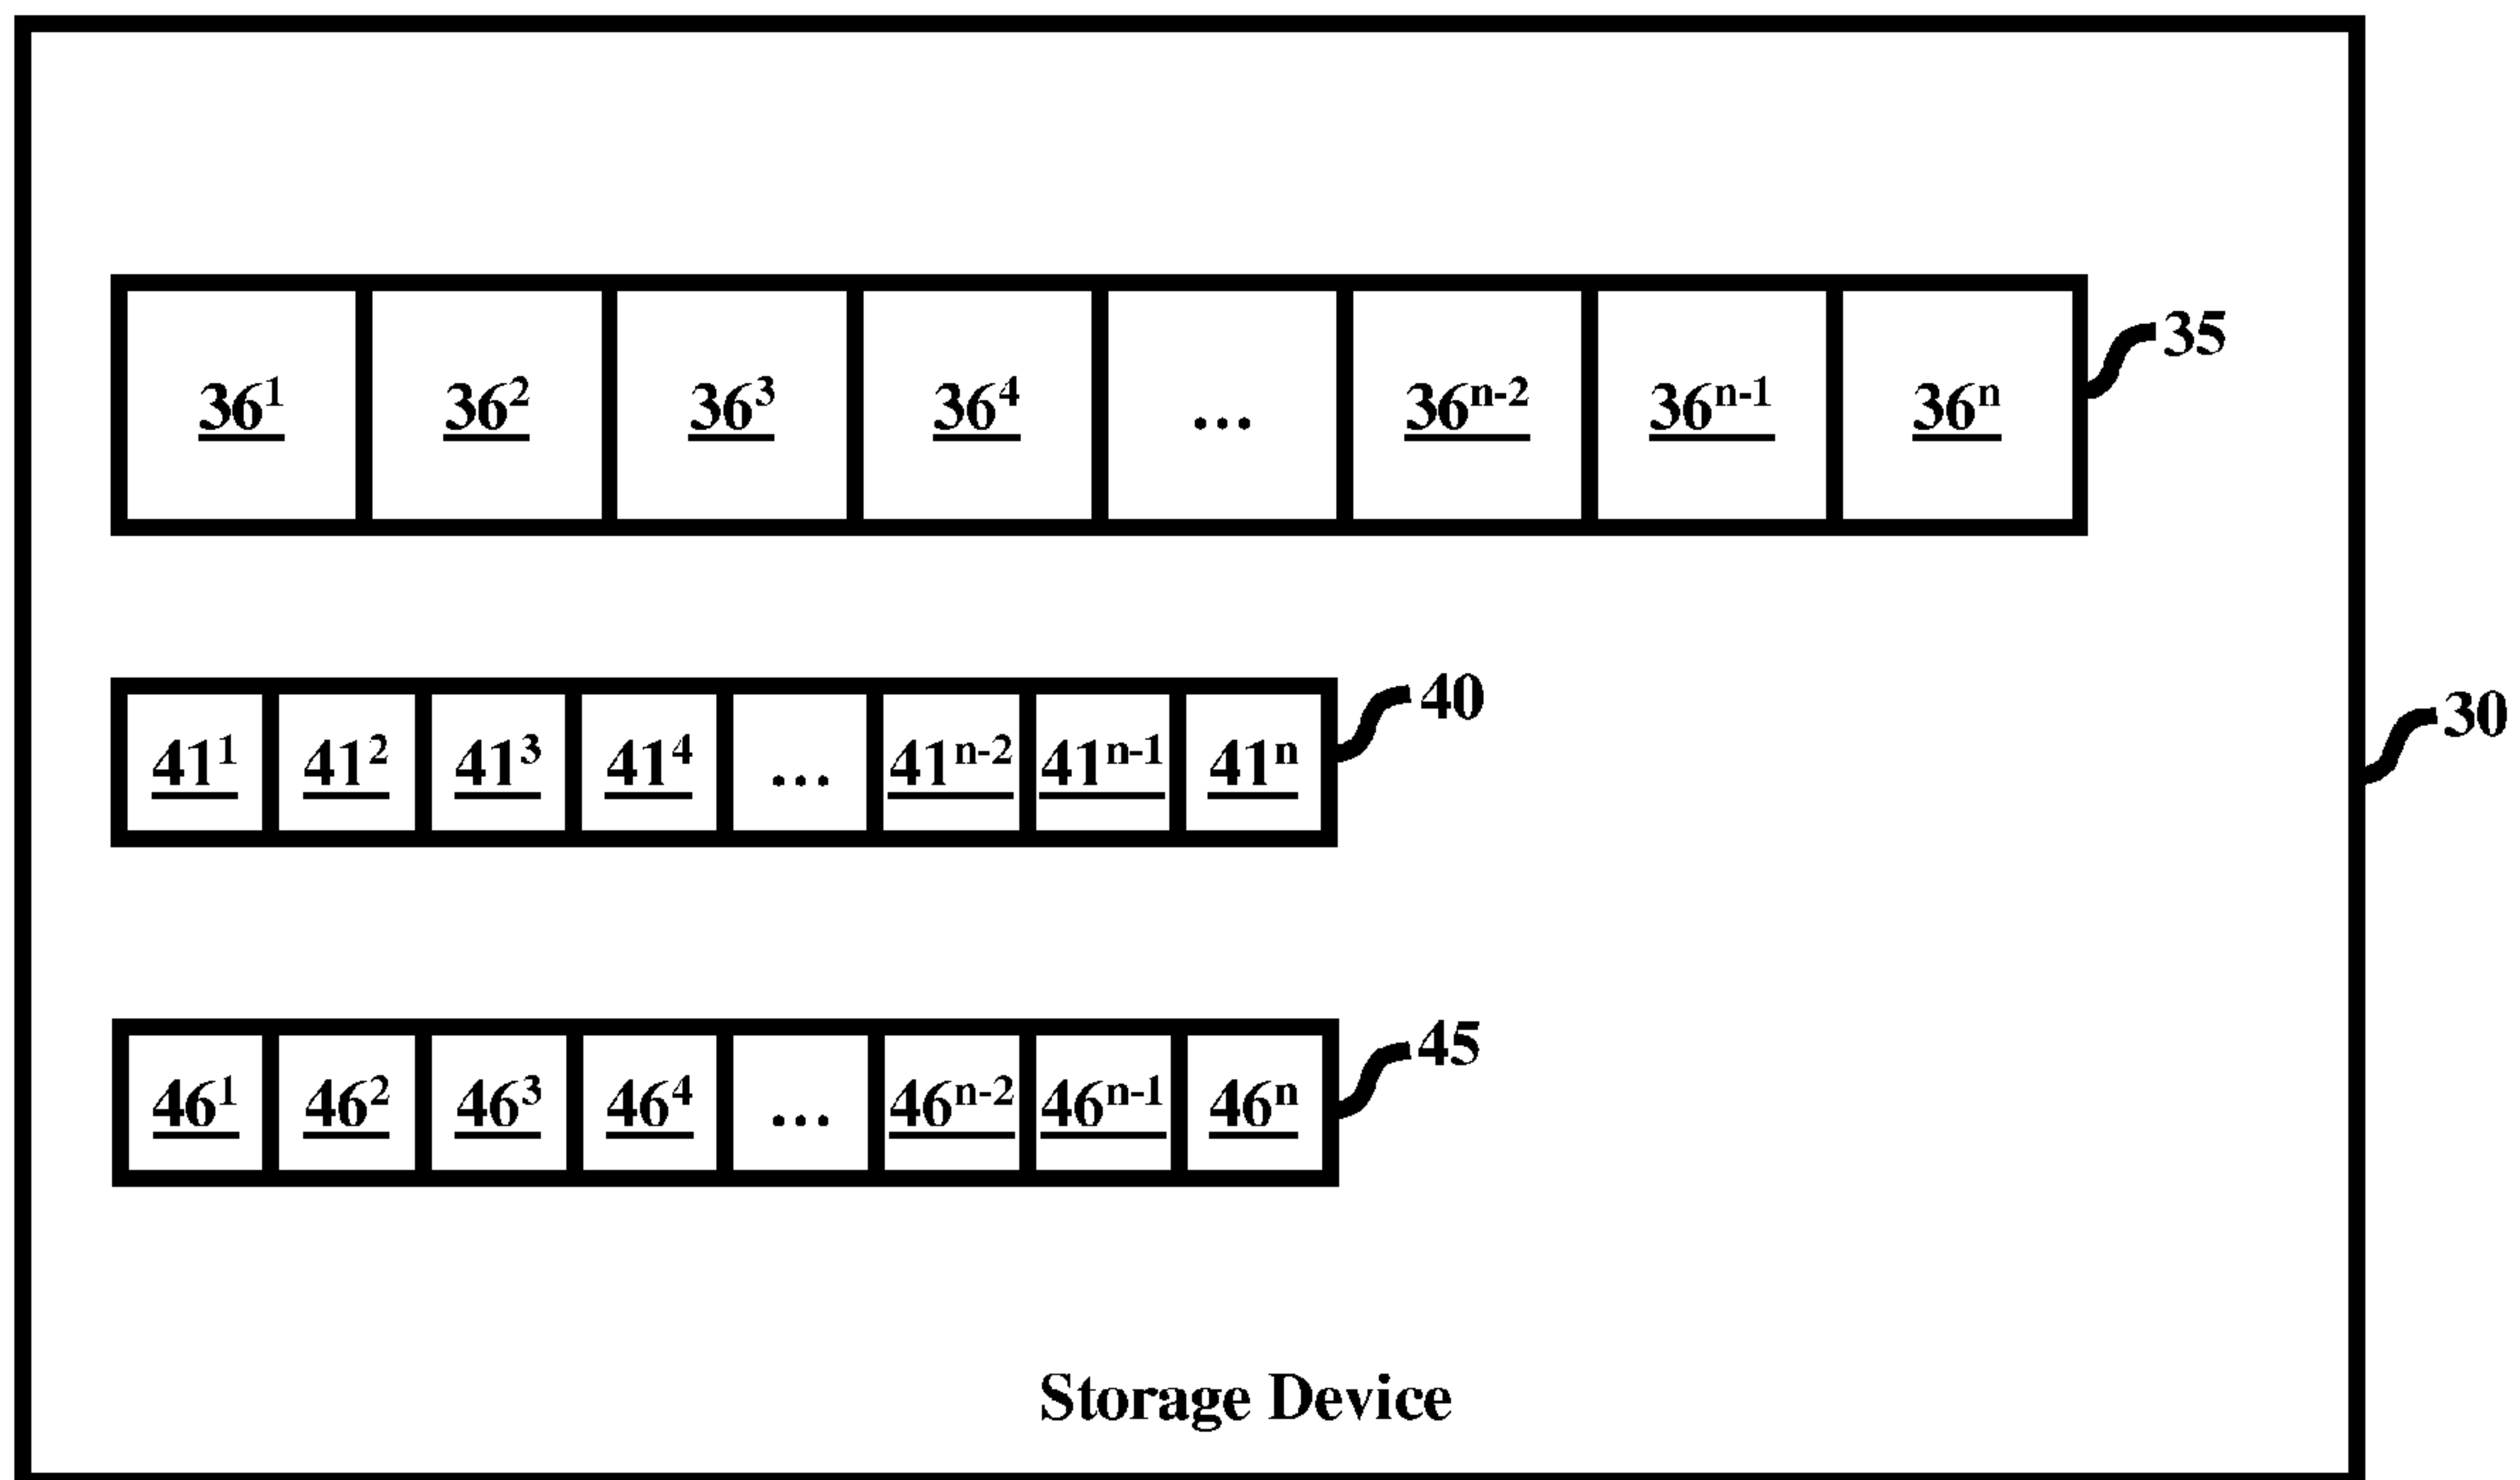 36¹ 36² 36³ 36⁴ ... 36ⁿ⁻² 36ⁿ⁻¹ 36ⁿ 35
41¹ 41² 41³ 41⁴ ... 41ⁿ⁻² 41ⁿ⁻¹ 41ⁿ 40
30
46¹ 46² 46³ 46⁴ ... 46ⁿ⁻² 46ⁿ⁻¹ 46ⁿ 45
Storage Device